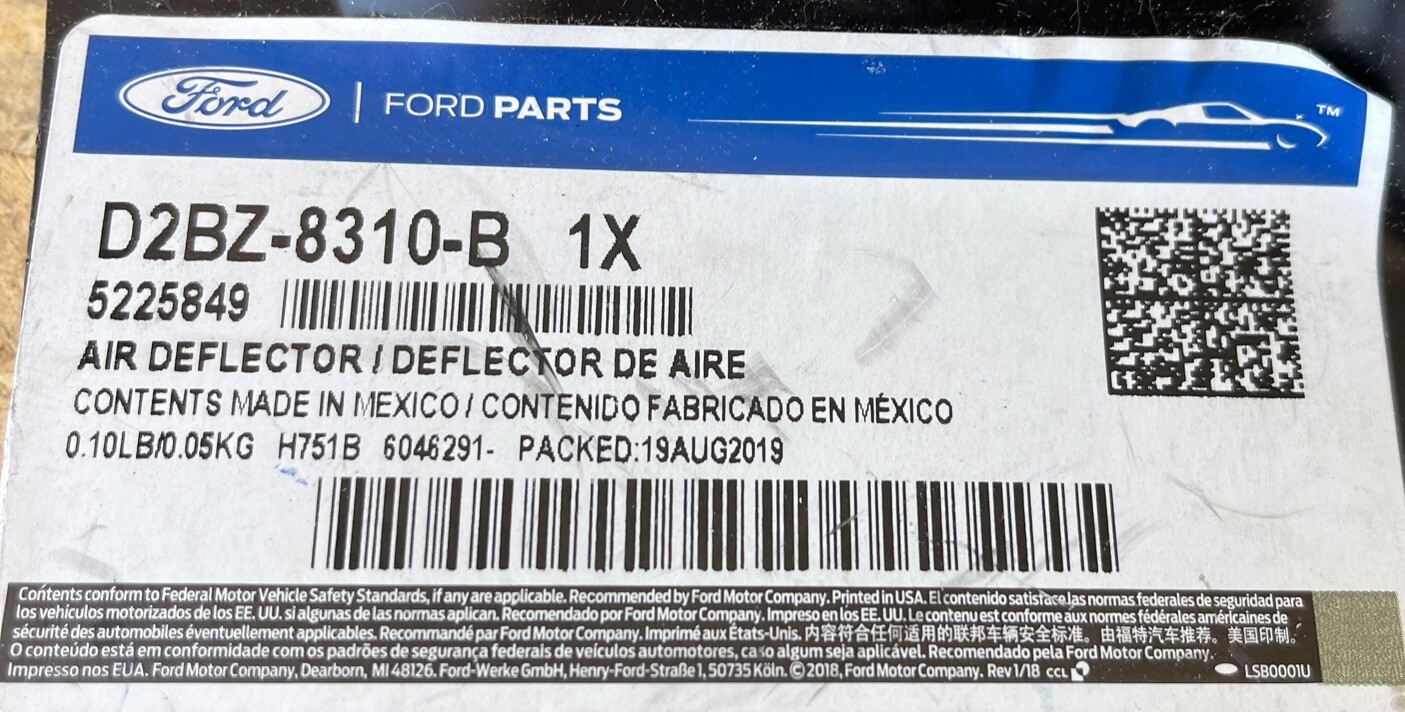 Ford | FORD PARTS ™
D2BZ-8310-B 1X
5225849
AIR DEFLECTOR / DEFLECTOR DE AIRE
CONTENTS MADE IN MEXICO / CONTENIDO FABRICADO EN MÉXICO
0.10LB/0.05KG H751B 6046291- PACKED:19AUG2019
Contents conform to Federal Motor Vehicle Safety Standards, if any are applicable. Recommended by Ford Motor Company. Printed in USA. El contenido satisface las normas federales de seguridad para
los vehículos motorizados de los EE. UU. si algunas de las normas aplican. Recomendado por Ford Motor Company. Impreso en los EE. UU. Le contenu est conforme aux normes fédérales américaines de
sécurité des automobiles éventuellement applicables. Recommandé par Ford Motor Company. Imprimé aux États-Unis. 内容符合任何适用的联邦车辆安全标准。由福特汽车推荐。美国印制。
O conteúdo está em conformidade com os padrões de segurança federais de veículos automotores, caso algum seja aplicável. Recomendado pela Ford Motor Company.
Impresso nos EUA. Ford Motor Company, Dearborn, MI 48126. Ford-Werke GmbH, Henry-Ford-Straße 1, 50735 Köln. © 2018, Ford Motor Company. Rev 1/18 CCL LSB0001U